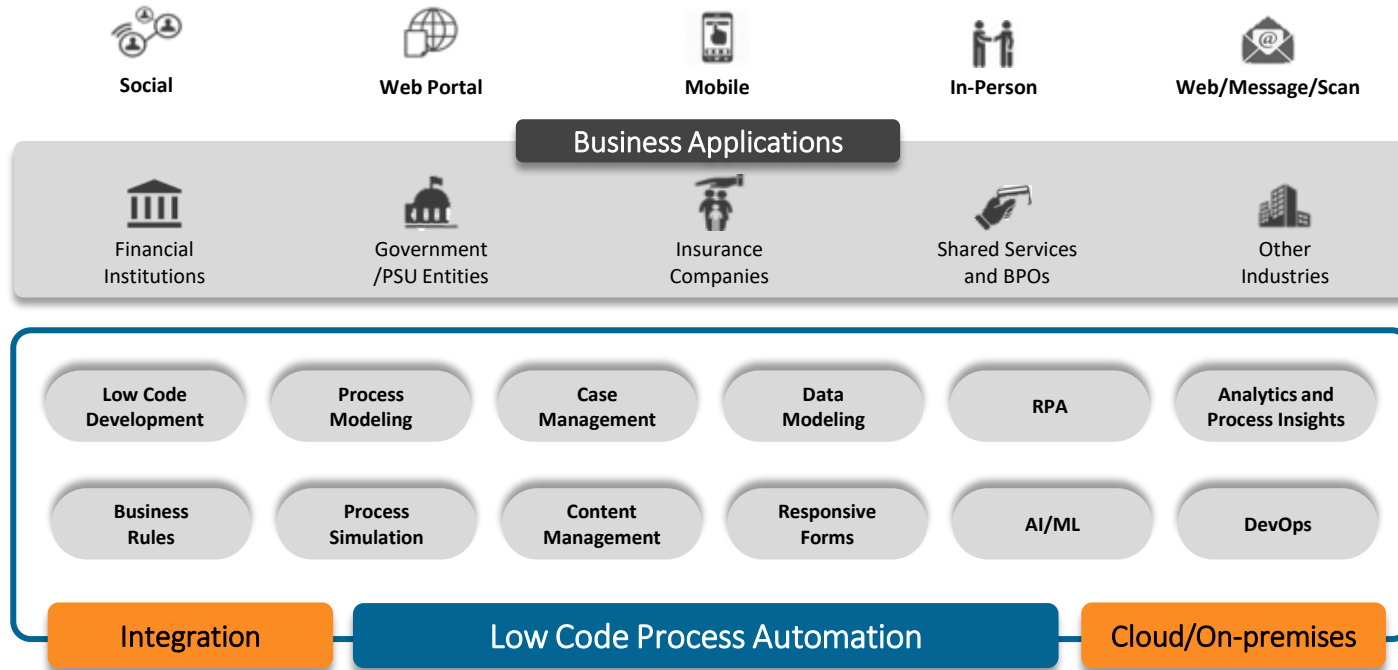 Social
Web Portal
Mobile
In-Person
Web/Message/Scan
Business Applications
Financial
Institutions
Government
/PSU Entities
Insurance
Companies
Shared Services
and BPOs
Other
Industries
Low Code
Development
Process
Modeling
Case
Management
Data
Modeling
RPA
Analytics and
Process Insights
Business
Rules
Process
Simulation
Content
Management
Responsive
Forms
AI/ML
DevOps
Integration
Low Code Process Automation
Cloud/On-premises